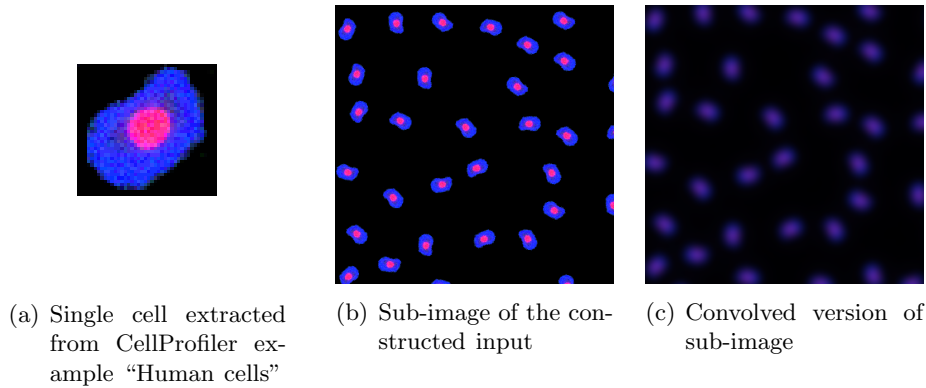 (a) Single cell extracted
from CellProfiler ex-
ample “Human cells”
(b) Sub-image of the con-
structed input
(c) Convolved version of
sub-image